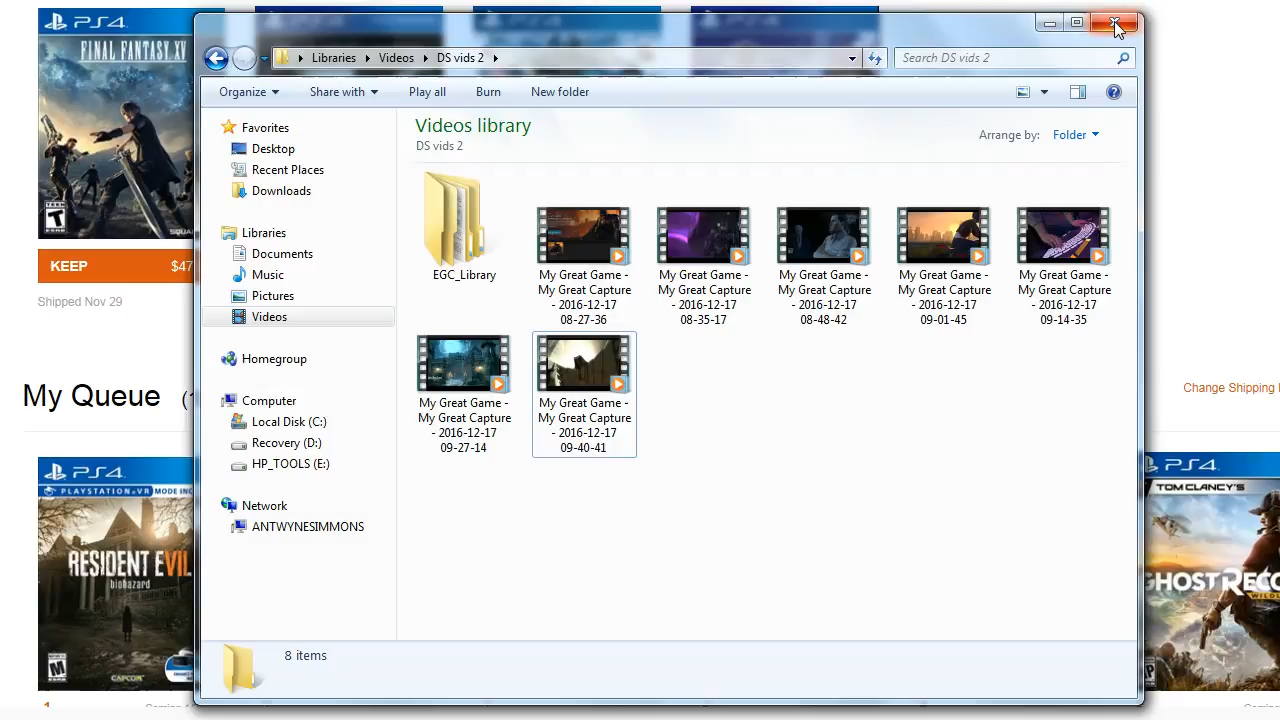 PS4
FINAL FANTASY XV
KEEP $47
Shipped Nov 29
My Queue (
Change Shipping
PS4
PLAYSTATION VR MODE INC
RESIDENT EVIL
biohazard
CAPCOM
PS4
TOM CLANCY'S
GHOST RECO
WILDL
Libraries Videos DS vids 2
Search DS vids 2
Organize Share with Play all Burn New folder
Videos library
DS vids 2
Arrange by: Folder
Favorites
Desktop
Recent Places
Downloads
Libraries
Documents
Music
Pictures
Videos
Homegroup
Computer
Local Disk (C:)
Recovery (D:)
HP_TOOLS (E:)
Network
ANTWYNESIMMONS
EGC_Library
My Great Game -
My Great Capture
- 2016-12-17
08-27-36
My Great Game -
My Great Capture
- 2016-12-17
08-35-17
My Great Game -
My Great Capture
- 2016-12-17
08-48-42
My Great Game -
My Great Capture
- 2016-12-17
09-01-45
My Great Game -
My Great Capture
- 2016-12-17
09-14-35
My Great Game -
My Great Capture
- 2016-12-17
09-27-14
My Great Game -
My Great Capture
- 2016-12-17
09-40-41
8 items